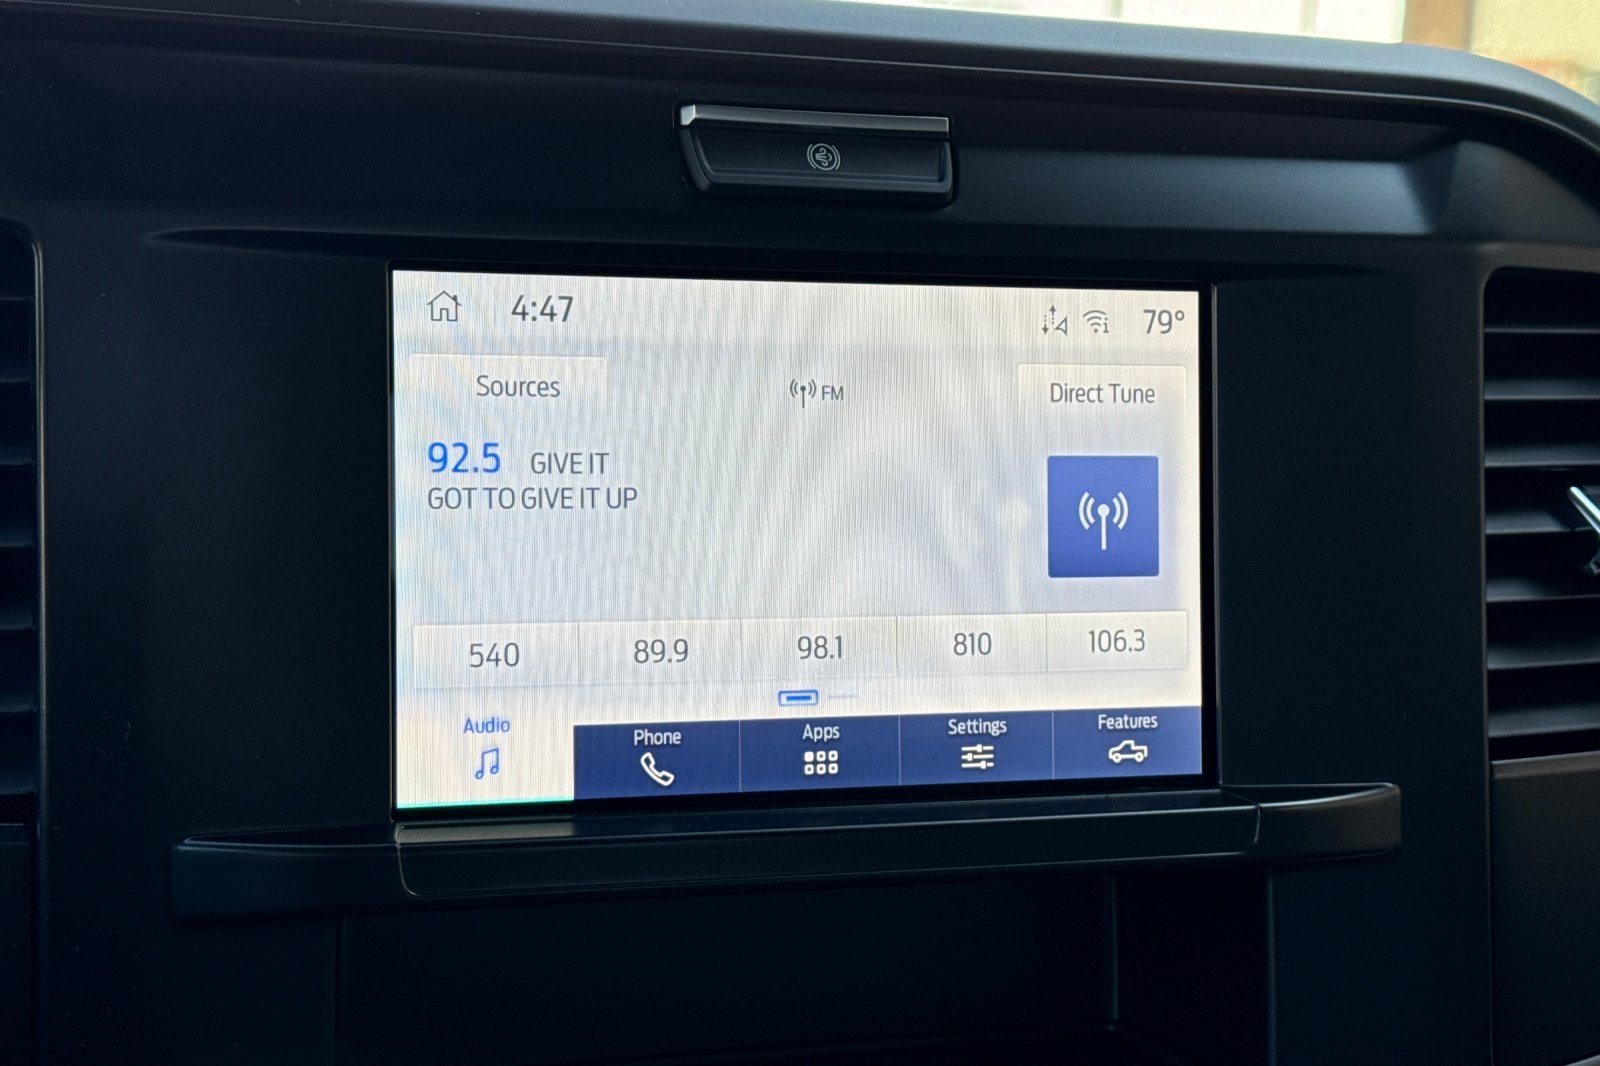 4:47 79°
Sources FM Direct Tune
92.5 GIVE IT
GOT TO GIVE IT UP
540 89.9 98.1 810 106.3
Audio Phone Apps Settings Features